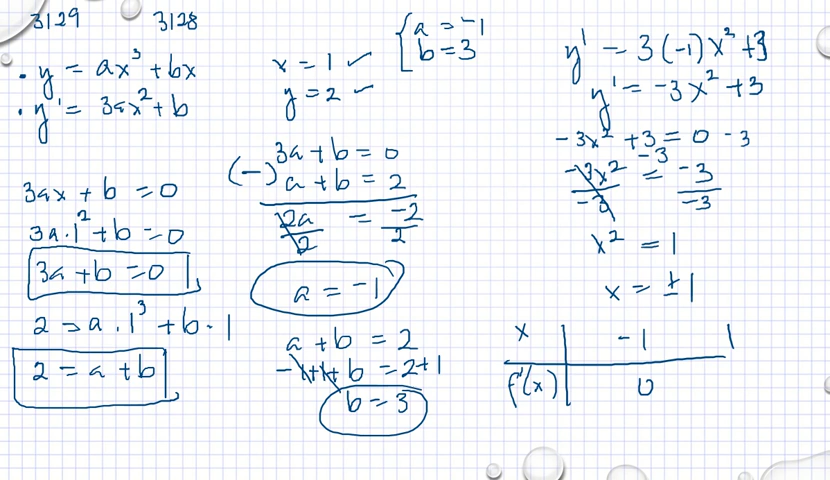 3129 3128
• y = ax³ + bx
• y' = 3ax² + b
3ax + b = 0
3a·1² + b = 0
3a + b = 0
2 = a·1³ + b·1
2 = a + b
x = 1 ✓
y = 2 ✓
{ a = -1
b = 3
(-) 3a + b = 0
a + b = 2
2a/2 = -2/2
a = -1
a + b = 2
-1+1+b = 2+1
b = 3
y' = 3(-1)x² + 3
y' = -3x² + 3
-3x² + 3 = 0 - 3
-3
-3x²/-3 = -3/-3
x² = 1
x = ±1
x | -1 1
f'(x) | 0